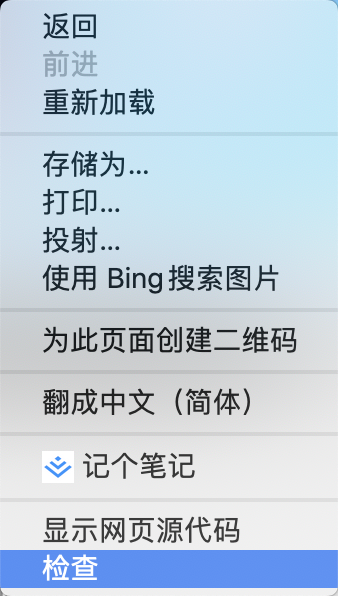 返回
前进
重新加载
存储为...
打印...
投射...
使用 Bing 搜索图片
为此页面创建二维码
翻成中文（简体）
记个笔记
显示网页源代码
检查